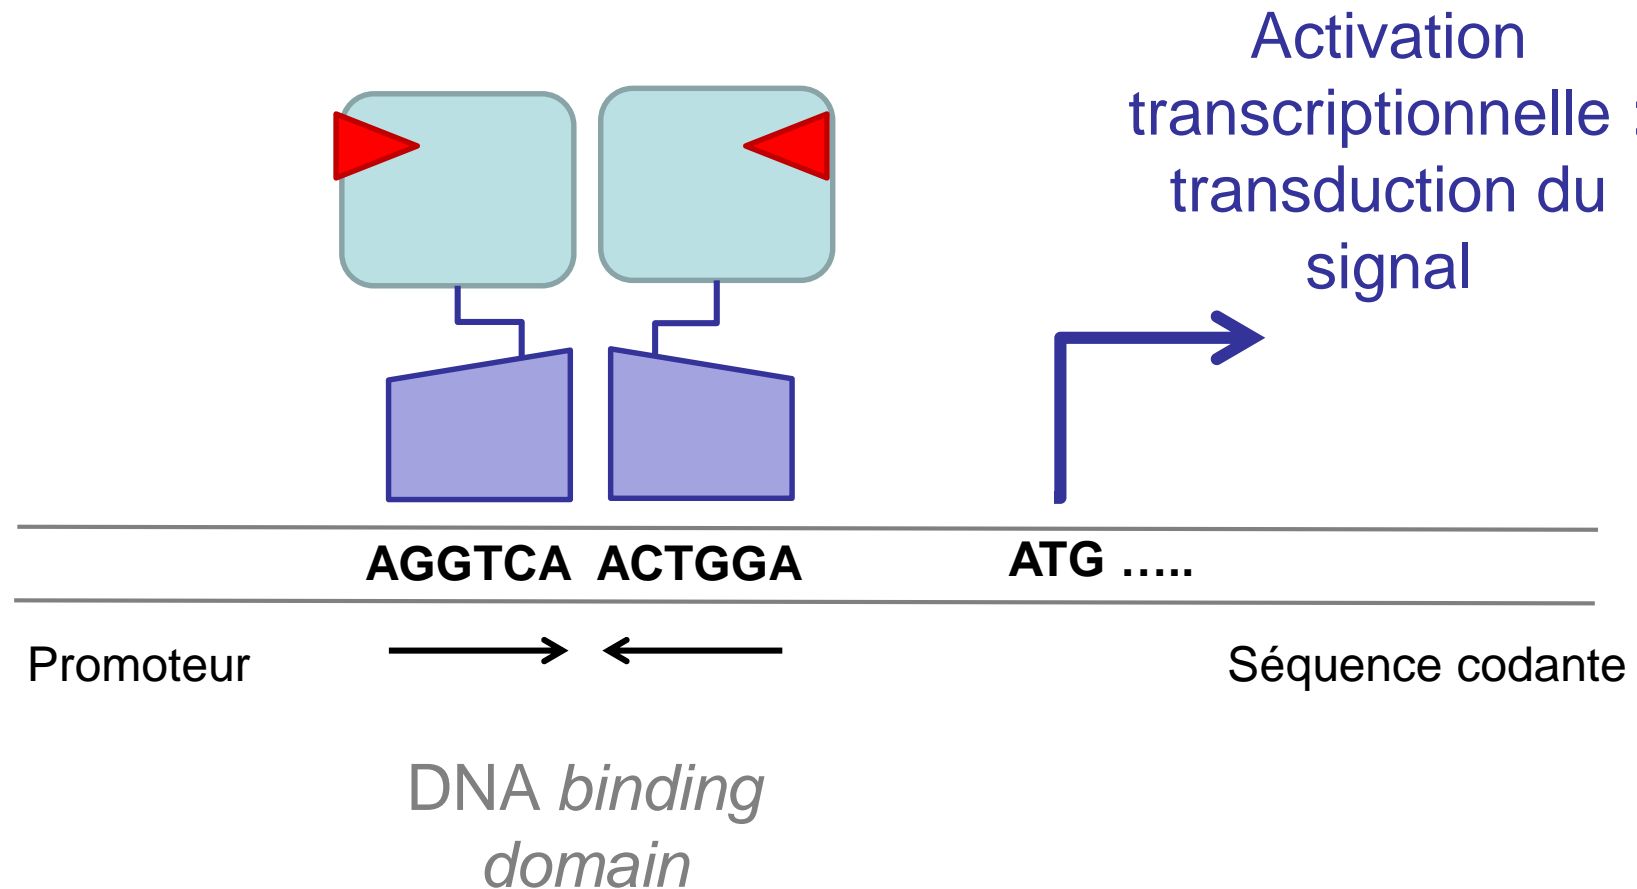 Activation
transcriptionnelle :
transduction du
signal
AGGTCA ACTGGA
ATG .....
Promoteur
Séquence codante
DNA binding
domain